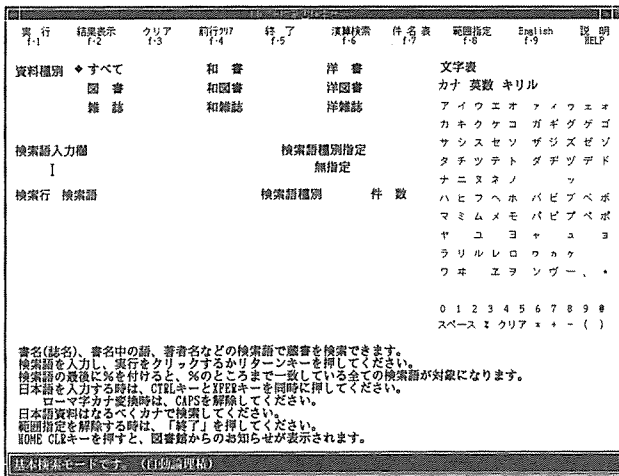 実 行 結果表示 クリア 前行クリア 終 了 演算検索 件 名 表 範囲指定 English 説 明
f·1 f·2 f·3 f·4 f·5 f·6 f·7 f·8 f·9 HELP
資料種別 ◆ すべて 和 書 洋 書
図 書 和図書 洋図書
雑 誌 和雑誌 洋雑誌
検索語入力欄 検索語種別指定
無指定
検索行 検索語 検索語種別 件 数
文字表
カナ 英数 キリル
ア イ ウ エ オ ァ ィ ゥ ェ ォ
カ キ ク ケ コ ガ ギ グ ゲ ゴ
サ シ ス セ ソ ザ ジ ズ ゼ ゾ
タ チ ツ テ ト ダ ヂ ヅ デ ド
ナ ニ ヌ ネ ノ ッ
ハ ヒ フ ヘ ホ バ ビ ブ ベ ボ
マ ミ ム メ モ パ ピ プ ペ ポ
ヤ ユ ヨ ャ ュ ョ
ラ リ ル レ ロ ヮ ヵ ヶ
ワ ヰ ヱ ヲ ン ヴ ー 、 ・
0 1 2 3 4 5 6 7 8 9 @
スペース % クリア * + - ( )
書名(誌名)、書名中の語、著者名などの検索語で蔵書を検索できます。
検索語を入力し、実行をクリックするかリターンキーを押してください。
検索語の最後に%を付けると、%のところまで一致している全ての検索語が対象になります。
日本語を入力する時は、CTRLキーとXFERキーを同時に押してください。
ローマ字カナ変換時は、CAPSを解除してください。
日本語資料はなるべくカナで検索してください。
範囲指定を解除する時は、「終了」を押してください。
HOME CLRキーを押すと、図書館からのお知らせが表示されます。
基本検索モードです。（自動論理積）